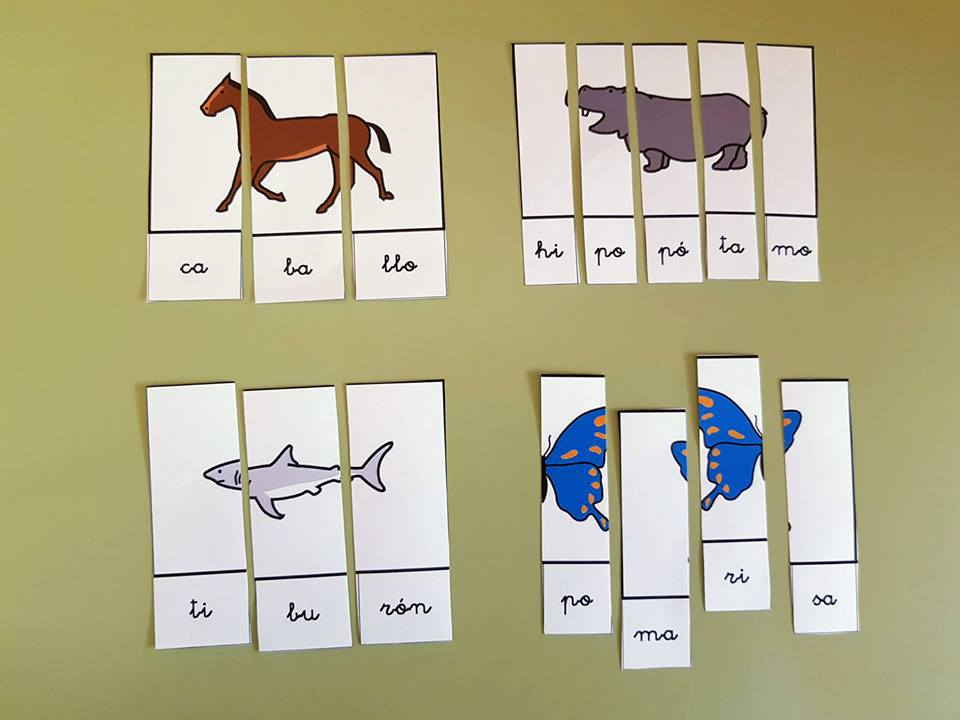 ca ba llo
hi po pó ta mo
ti bu rón
po ma ri sa